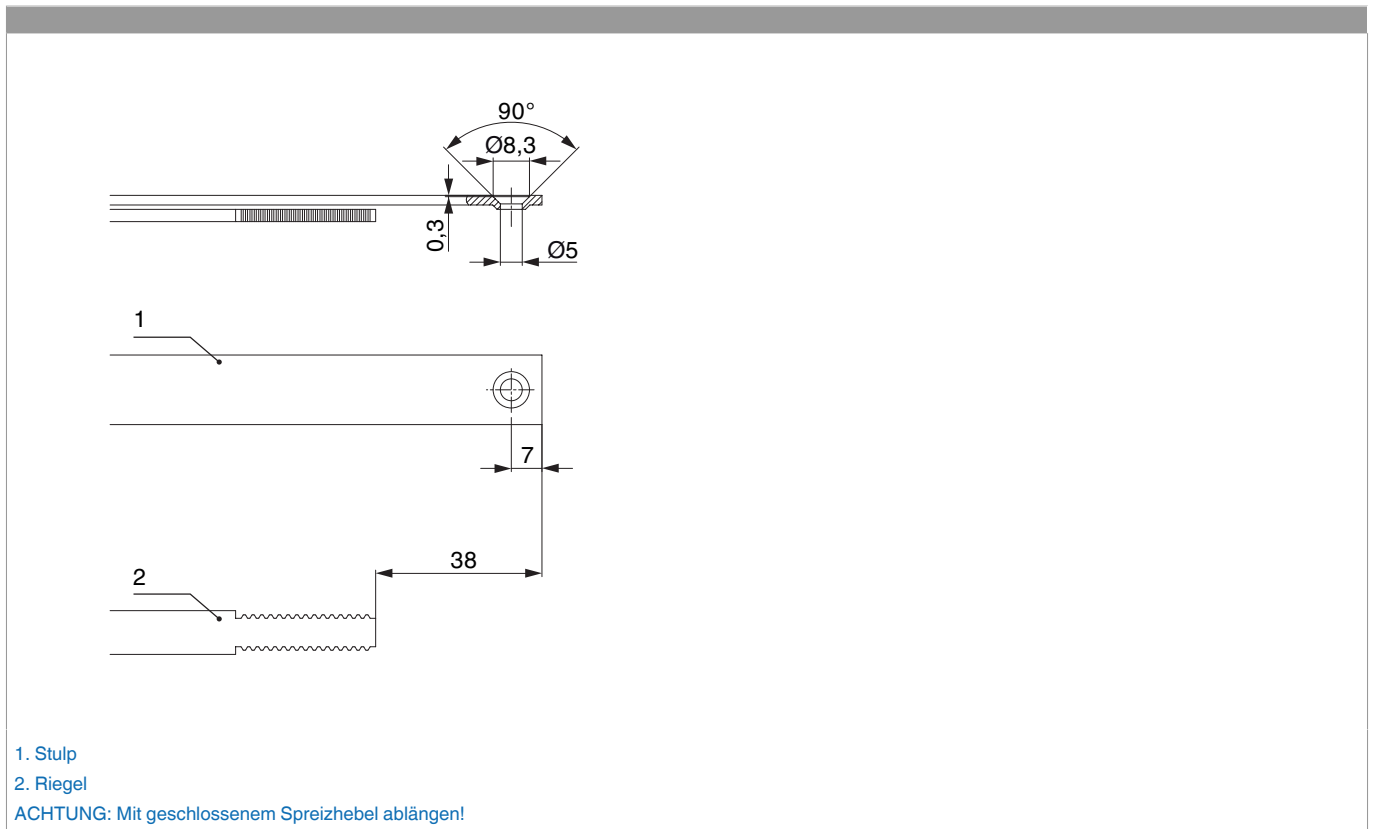 90°
Ø8,3
0,3
Ø5
1
7
38
2
1. Stulp
2. Riegel
ACHTUNG: Mit geschlossenem Spreizhebel ablängen!